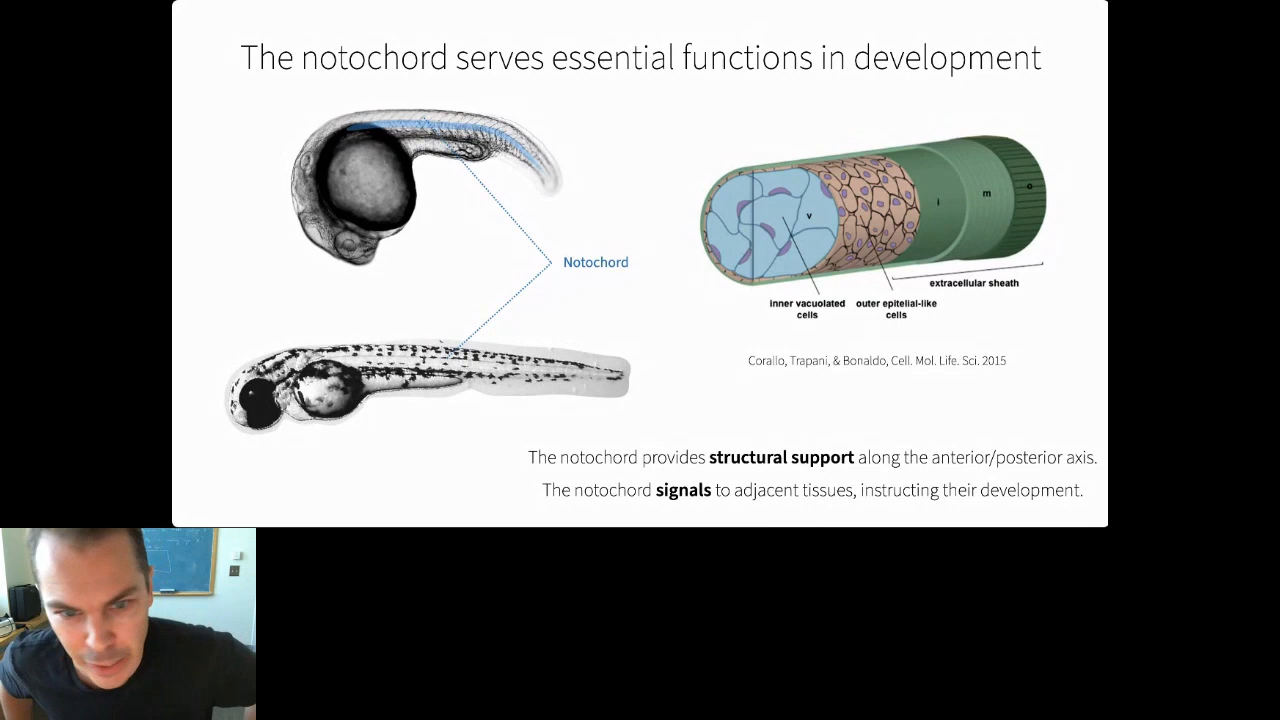 The notochord serves essential functions in development
Notochord
v
i
m
o
inner vacuolated
cells
outer epitelial-like
cells
extracellular sheath
Corallo, Trapani, & Bonaldo, Cell. Mol. Life. Sci. 2015
The notochord provides structural support along the anterior/posterior axis.
The notochord signals to adjacent tissues, instructing their development.